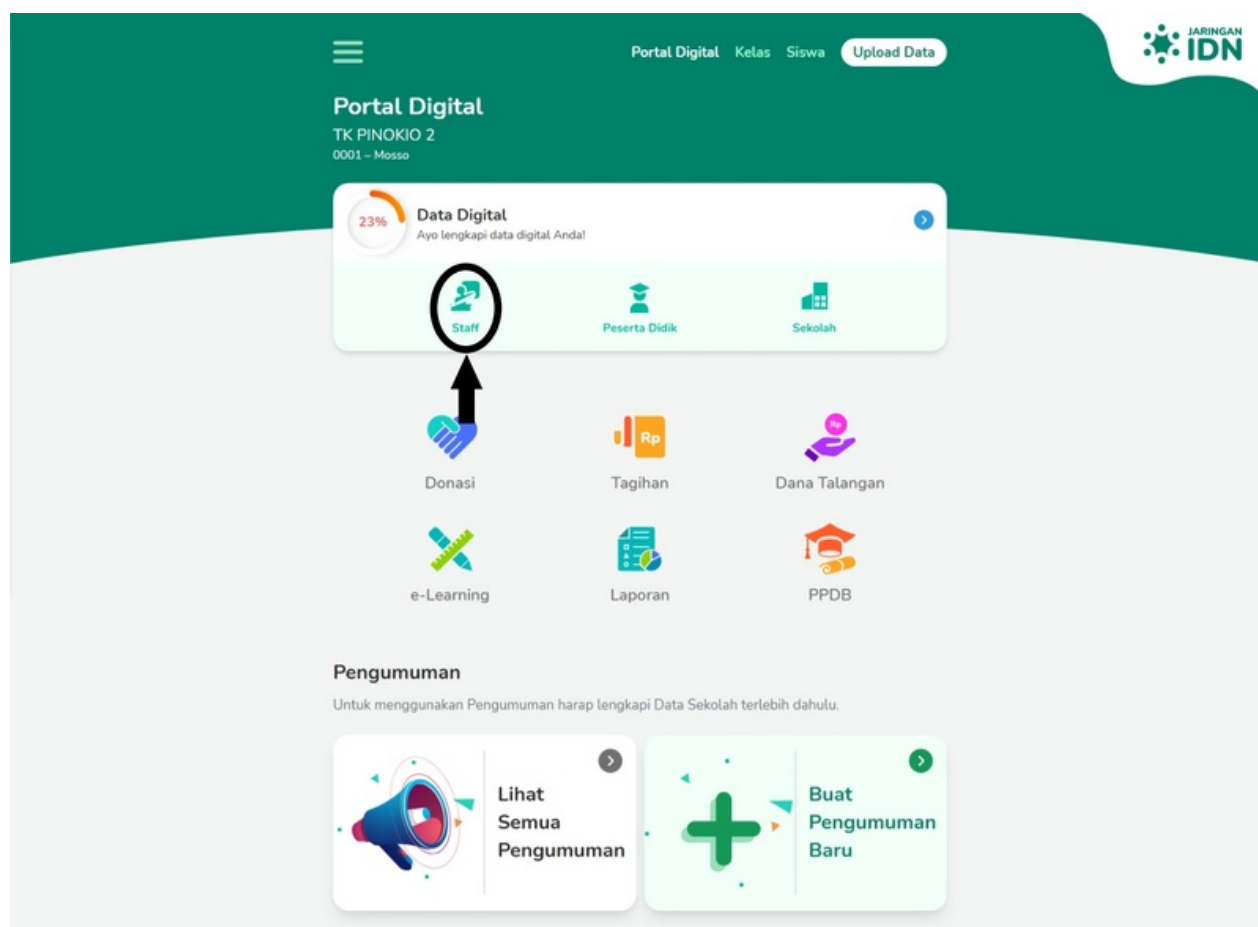 JARINGAN
IDN
Portal Digital Kelas Siswa Upload Data
Portal Digital
TK PINOKIO 2
0001 – Mosso
23%
Data Digital
Ayo lengkapi data digital Anda!
Staff
Peserta Didik
Sekolah
Rp
Rp
Donasi
Tagihan
Dana Talangan
e-Learning
Laporan
PPDB
Pengumuman
Untuk menggunakan Pengumuman harap lengkapi Data Sekolah terlebih dahulu.
Lihat
Semua
Pengumuman
Buat
Pengumuman
Baru